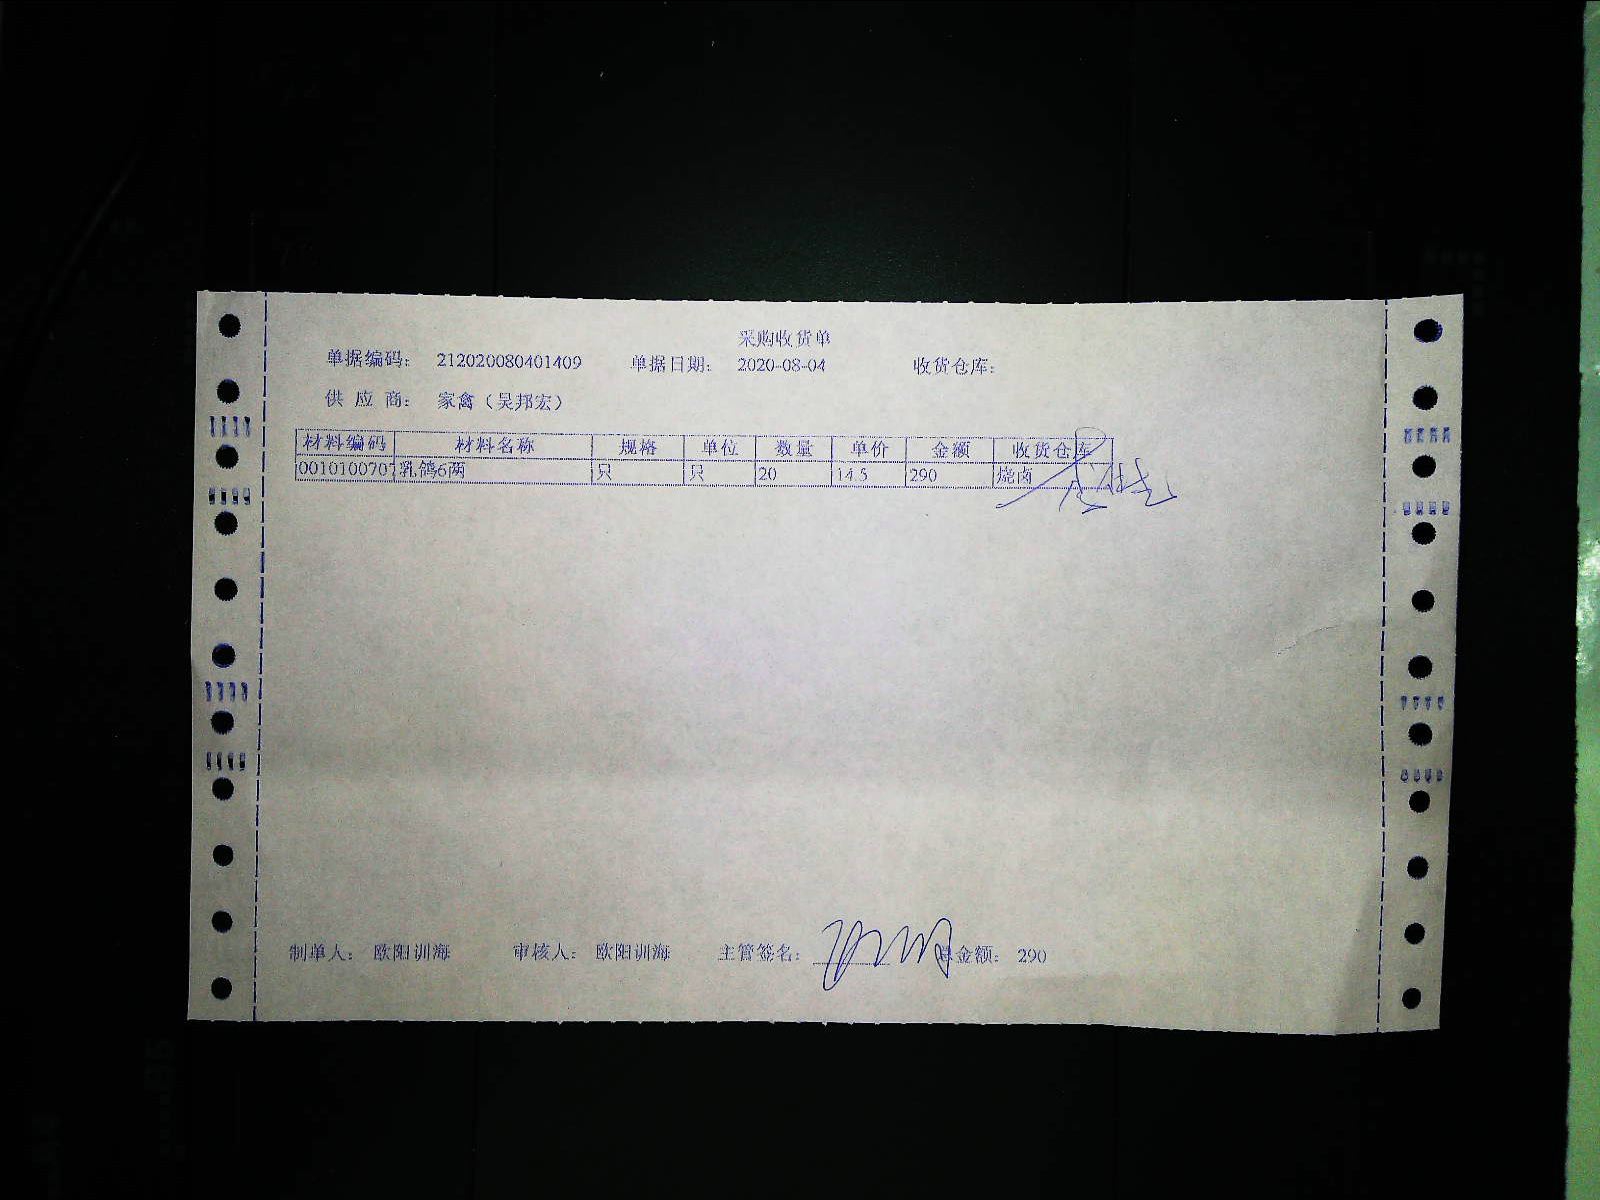 采购收货单
单据编码: 212020080401409 单据日期: 2020-08-04 收货仓库:
供应商: 家禽(吴邦宏)
材料编码 材料名称 规格 单位 数量 单价 金额 收货仓库
0010100707 乳鸽6两 只 只 20 14.5 290 烧卤
制单人: 欧阳训海 审核人: 欧阳训海 主管签名: 总金额: 290